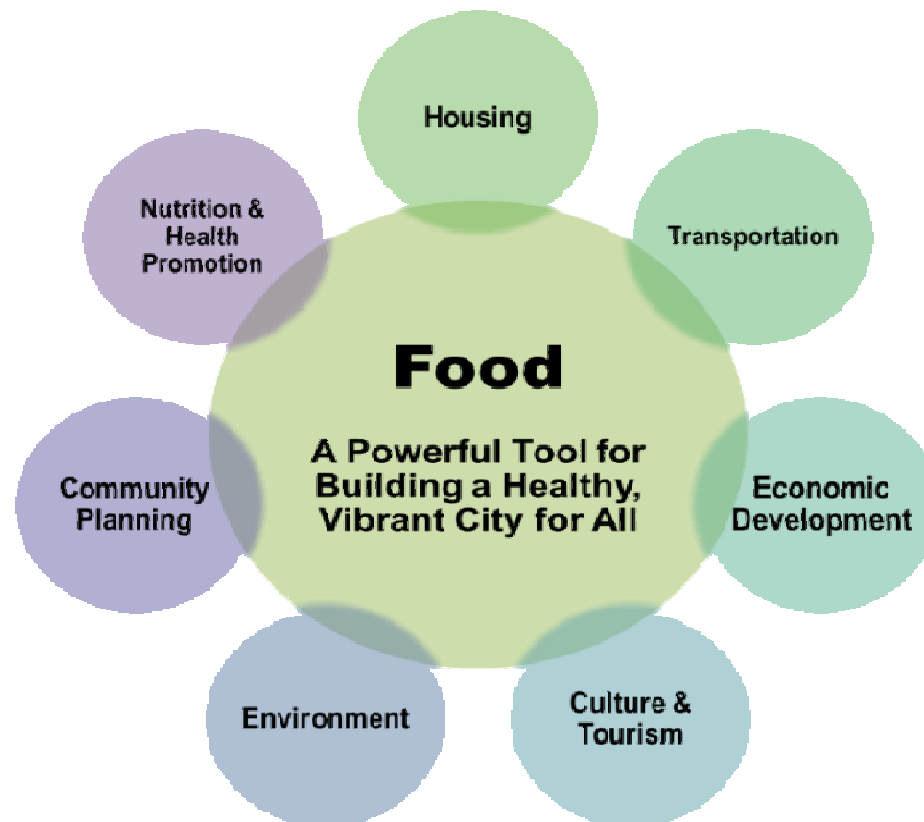 Housing
Transportation
Economic
Development
Culture &
Tourism
Environment
Community
Planning
Nutrition &
Health
Promotion
Food
A Powerful Tool for
Building a Healthy,
Vibrant City for All